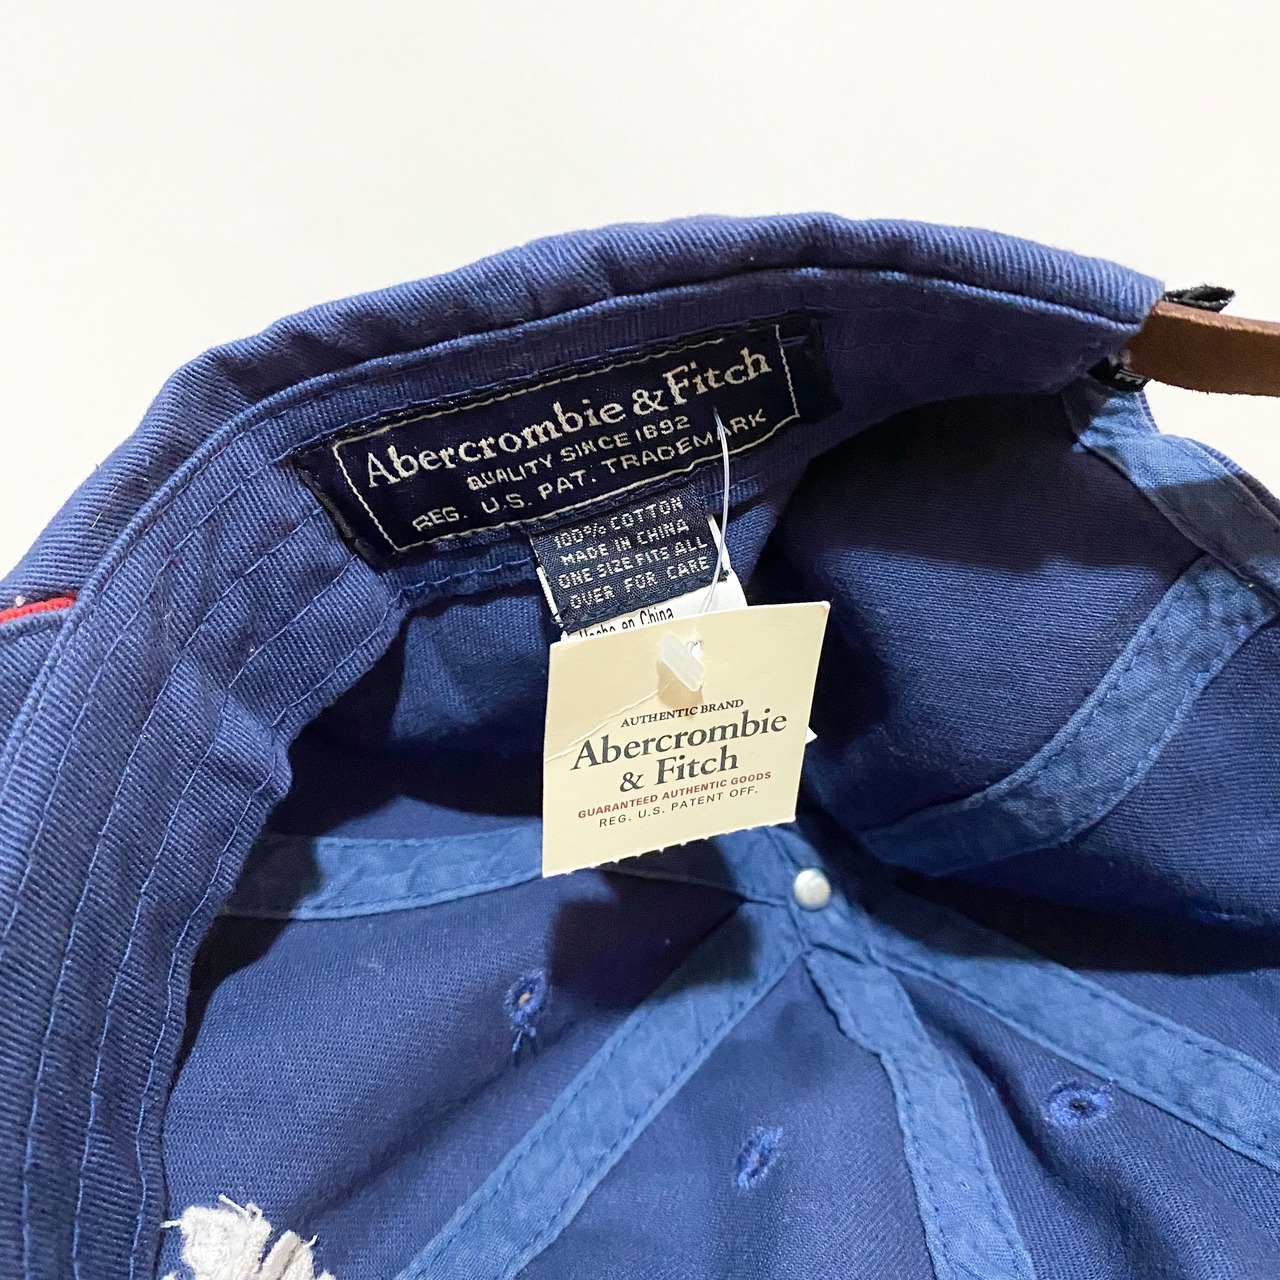 Abercrombie & Fitch
QUALITY SINCE 1892
REG. U.S. PAT. TRADEMARK
100% COTTON
MADE IN CHINA
ONE SIZE FITS ALL
OVER FOR CARE
Hecho en China
AUTHENTIC BRAND
Abercrombie
& Fitch
GUARANTEED AUTHENTIC GOODS
REG. U.S. PATENT OFF.